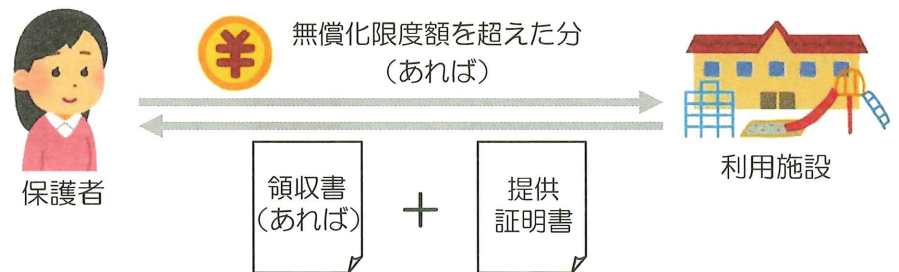 無償化限度額を超えた分
(あれば)
保護者
利用施設
領収書
(あれば)
+
提供
証明書